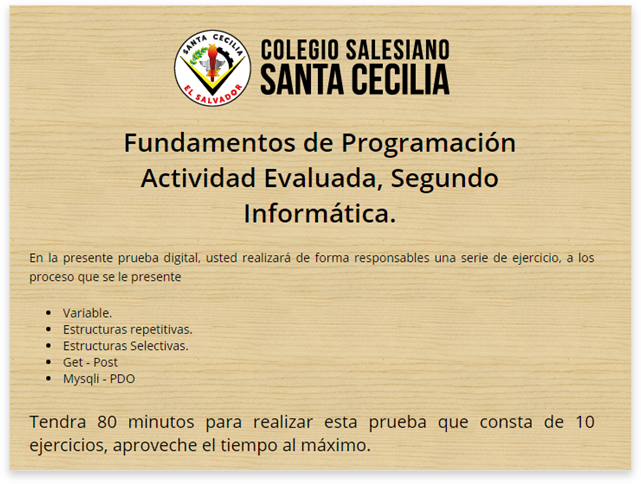 SANTA CECILIA
EL SALVADOR
COLEGIO SALESIANO
SANTA CECILIA
Fundamentos de Programación
Actividad Evaluada, Segundo
Informática.
En la presente prueba digital, usted realizará de forma responsables una serie de ejercicio, a los
proceso que se le presente
• Variable.
• Estructuras repetitivas.
• Estructuras Selectivas.
• Get - Post
• Mysqli - PDO
Tendra 80 minutos para realizar esta prueba que consta de 10
ejercicios, aproveche el tiempo al máximo.